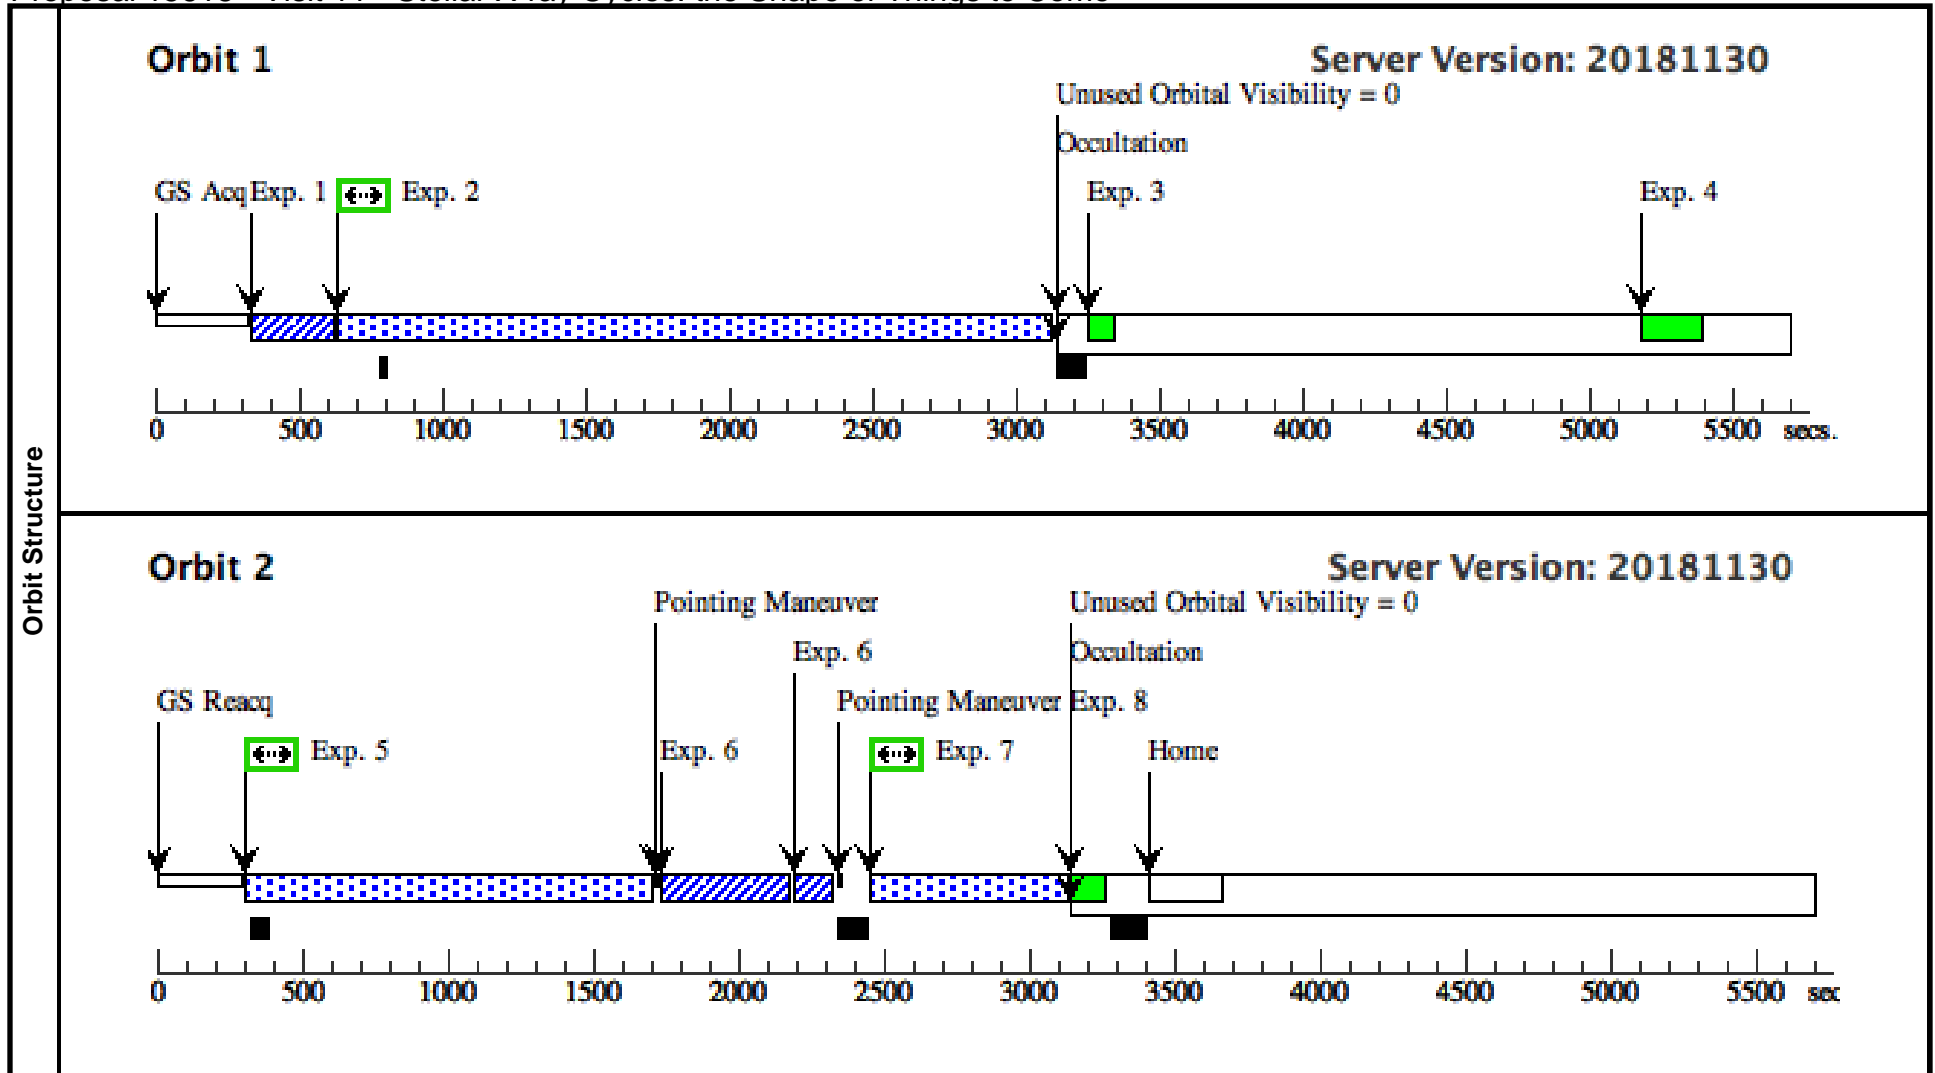 Orbit Structure
Orbit 1
Server Version: 20181130
Unused Orbital Visibility = 0
Occultation
GS Acq Exp. 1 Exp. 2 Exp. 3 Exp. 4
0 500 1000 1500 2000 2500 3000 3500 4000 4500 5000 5500 secs.
Orbit 2
Server Version: 20181130
Pointing Maneuver Unused Orbital Visibility = 0
Exp. 6 Occultation
GS Reacq Pointing Maneuver Exp. 8
Exp. 5 Exp. 6 Exp. 7 Home
0 500 1000 1500 2000 2500 3000 3500 4000 4500 5000 5500 sec